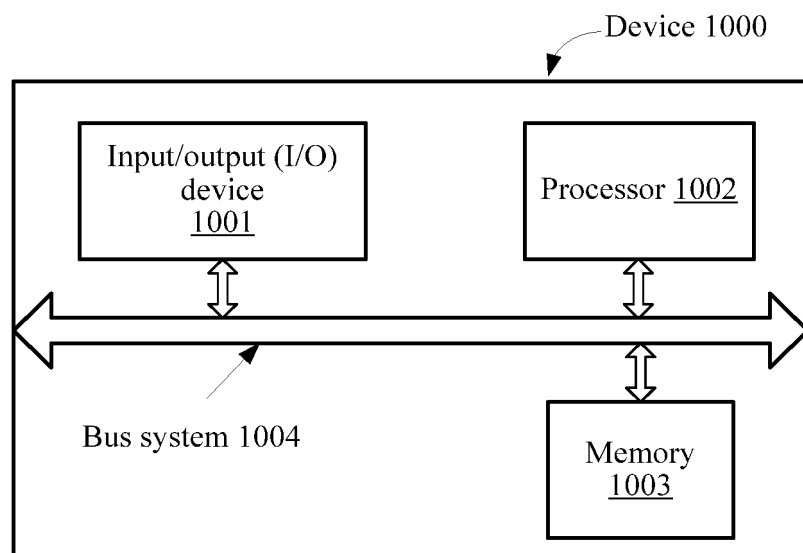 Device 1000
Input/output (I/O)
device
1001
Processor 1002
Bus system 1004
Memory
1003